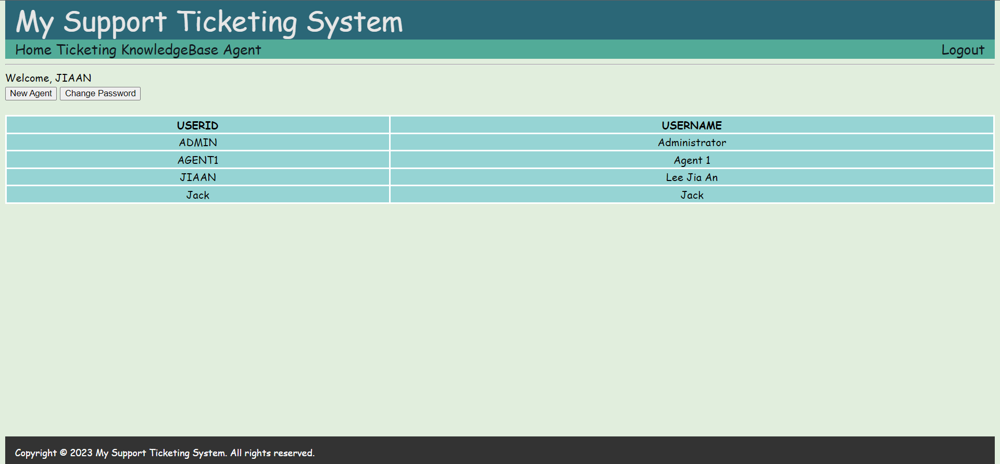 My Support Ticketing System
Home Ticketing KnowledgeBase Agent Logout
Welcome, JIAAN
New Agent Change Password
USERID USERNAME
ADMIN Administrator
AGENT1 Agent 1
JIAAN Lee Jia An
Jack Jack
Copyright © 2023 My Support Ticketing System. All rights reserved.